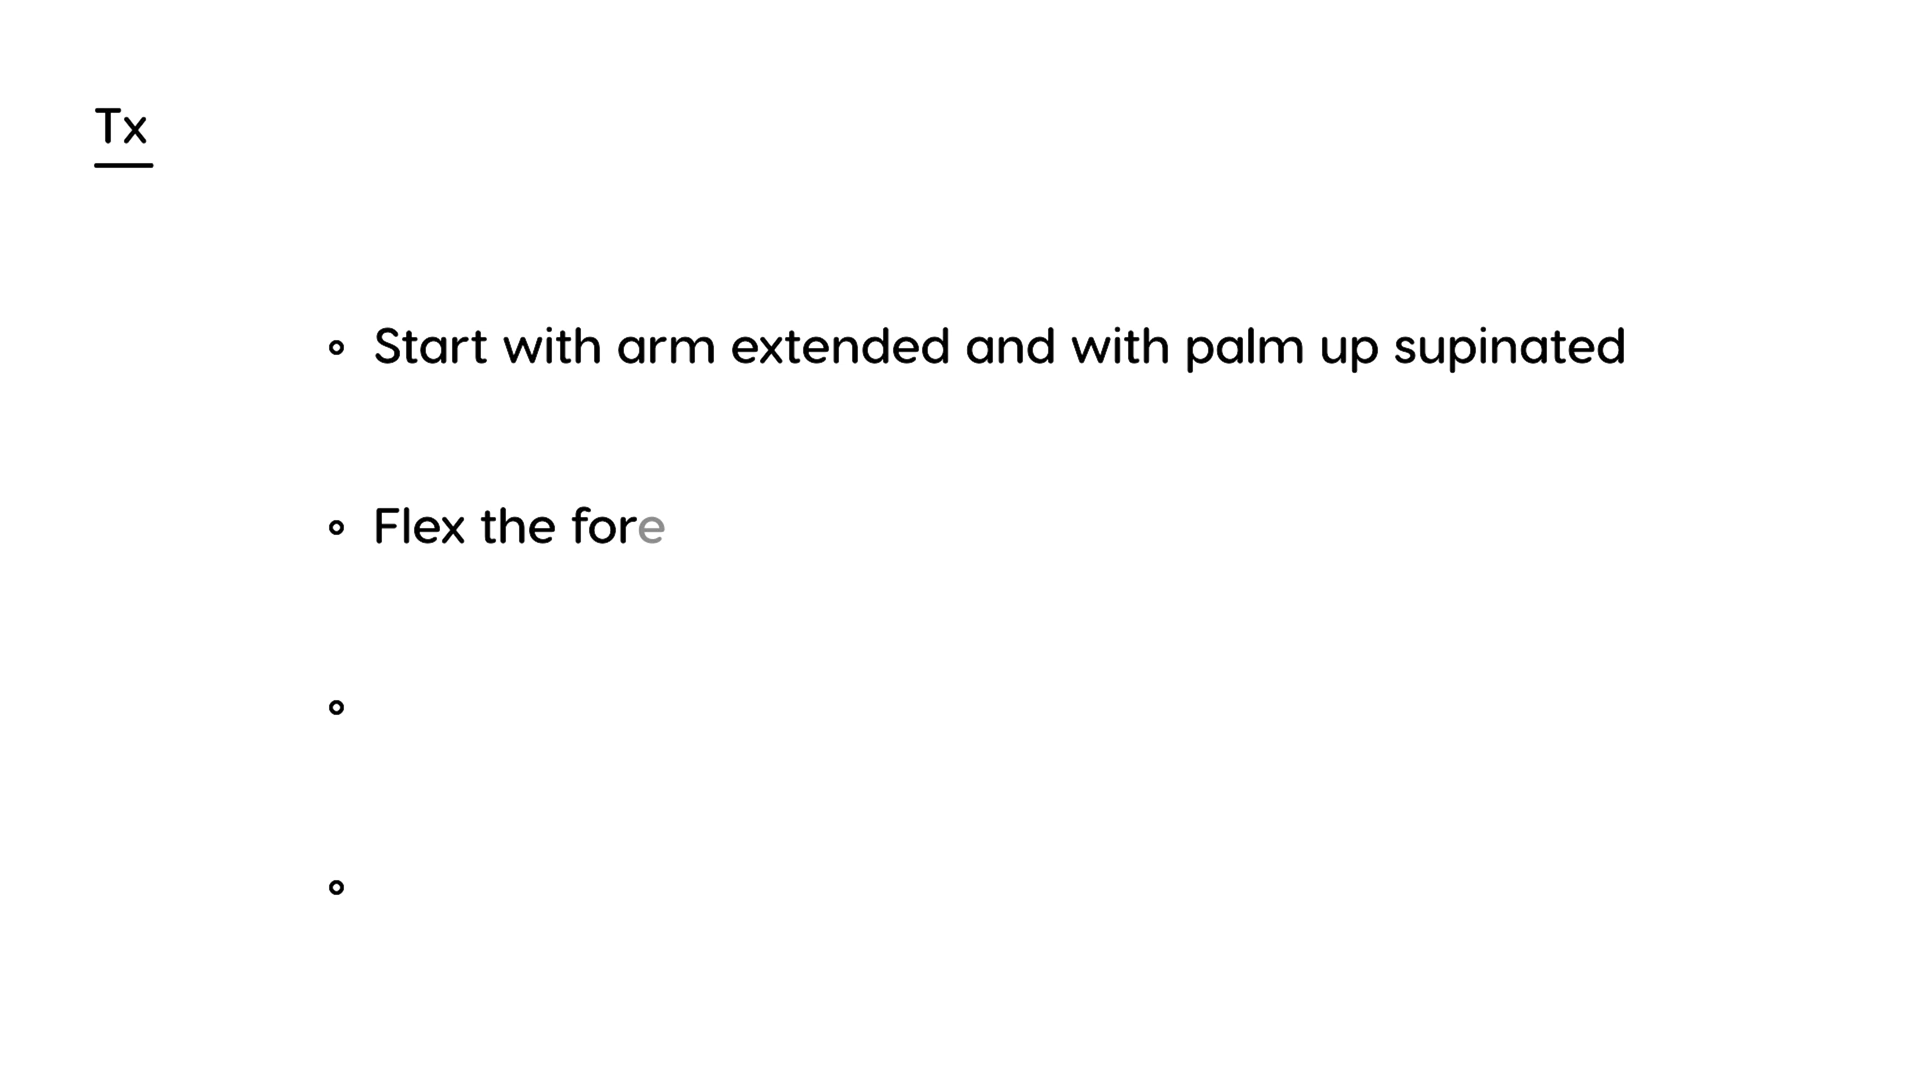 Tx
Start with arm extended and with palm up supinated
Flex the fore